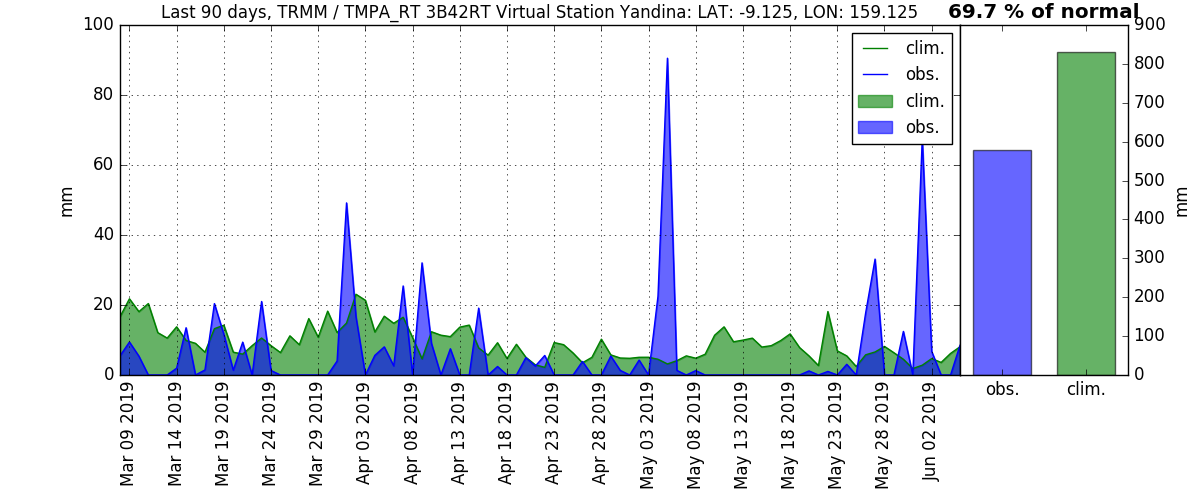 Last 90 days, TRMM / TMPA_RT 3B42RT Virtual Station Yandina: LAT: -9.125, LON: 159.125
69.7 % of normal
100
80
60
40
20
0
mm
clim.
obs.
clim.
obs.
900
800
700
600
500
400
300
200
100
0
mm
Mar 09 2019
Mar 14 2019
Mar 19 2019
Mar 24 2019
Mar 29 2019
Apr 03 2019
Apr 08 2019
Apr 13 2019
Apr 18 2019
Apr 23 2019
Apr 28 2019
May 03 2019
May 08 2019
May 13 2019
May 18 2019
May 23 2019
May 28 2019
Jun 02 2019
obs.
clim.